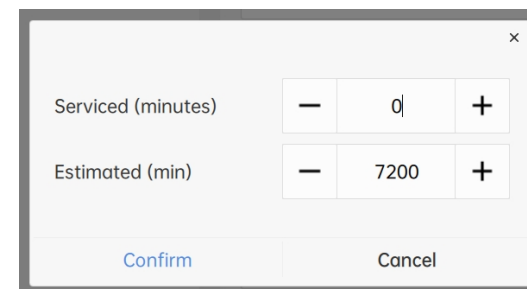 ×
Serviced (minutes) — 0 +
Estimated (min) — 7200 +
Confirm Cancel